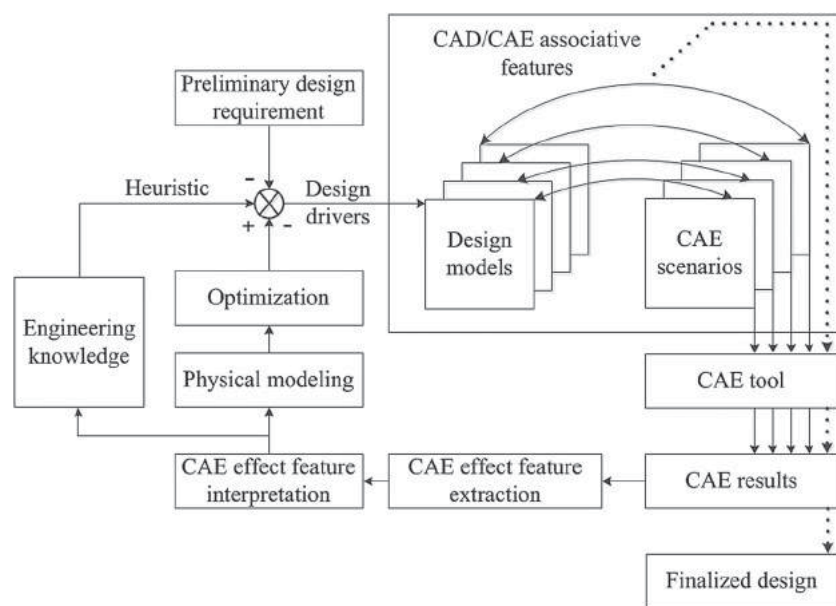 CAD/CAE associative
features
Preliminary design
requirement
Heuristic
-
+
-
Design
drivers
Design
models
CAE
scenarios
Engineering
knowledge
Optimization
Physical modeling
CAE tool
CAE effect feature
interpretation
CAE effect feature
extraction
CAE results
Finalized design